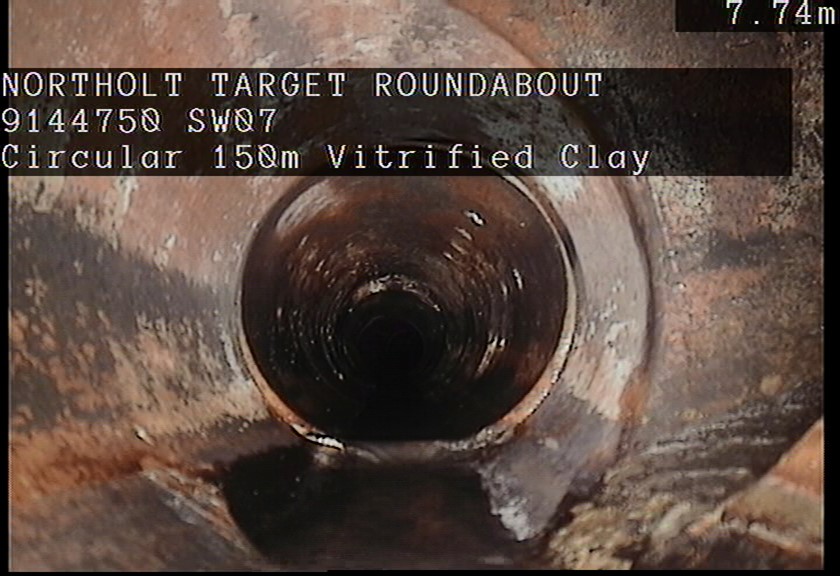 7.74m
NORTHOLT TARGET ROUNDABOUT
9144750 SW07
Circular 150m Vitrified Clay